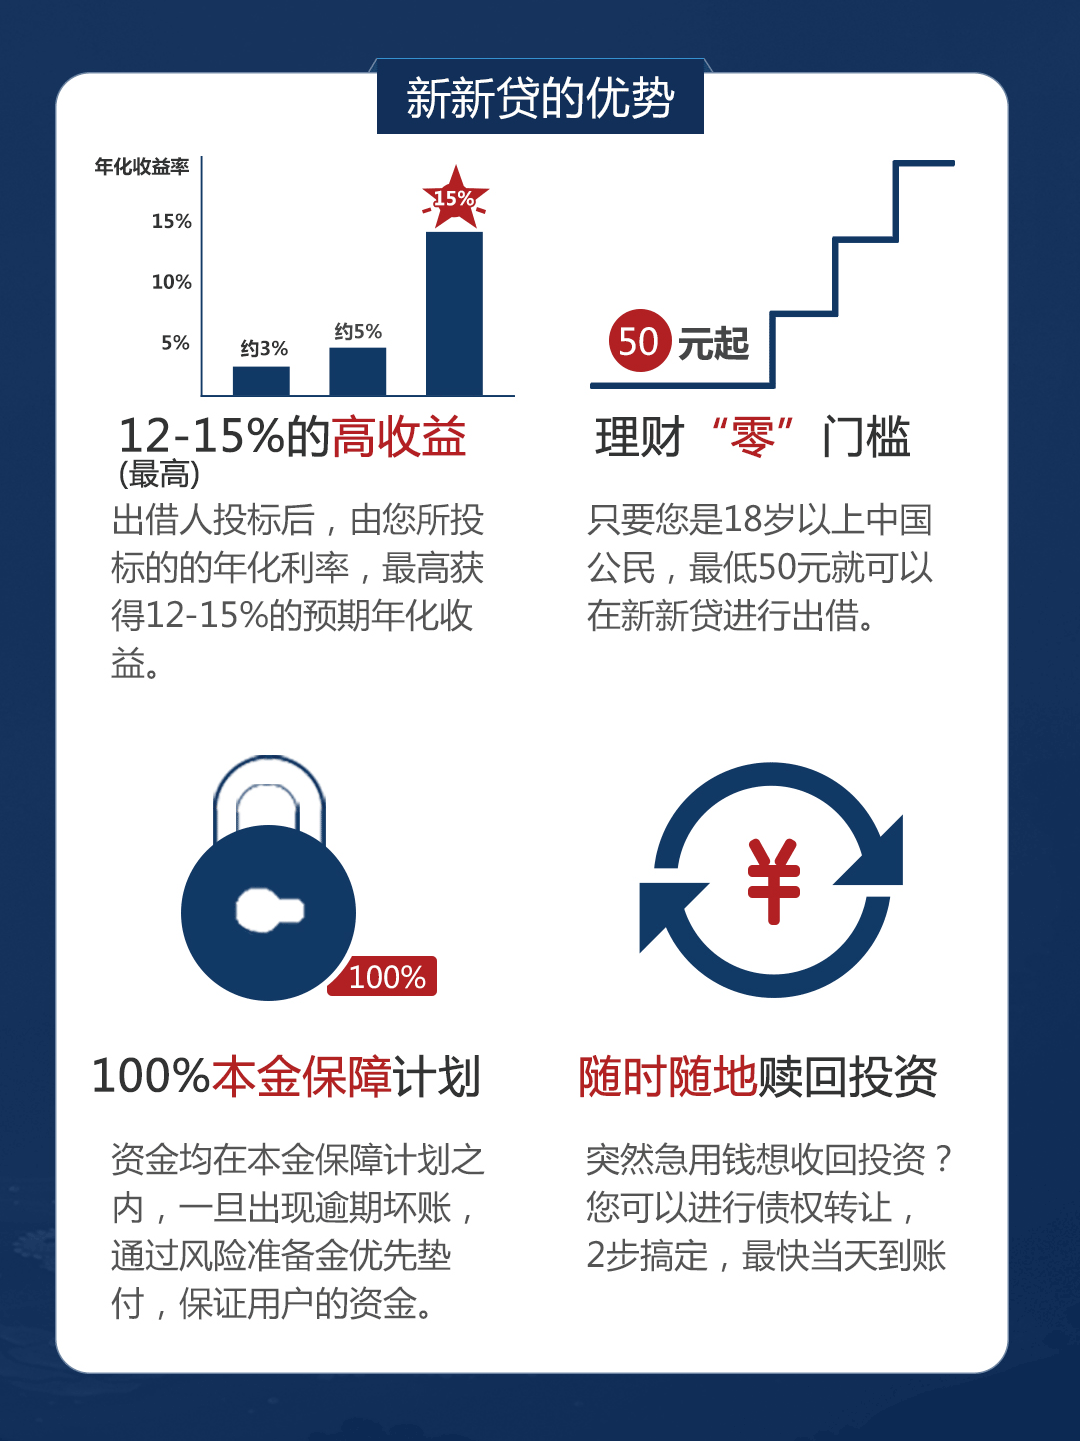 新新贷的优势
年化收益率
15%
10%
5%
约3%
约5%
15%
12-15%的高收益
(最高)
出借人投标后，由您所投
标的的年化利率，最高获
得12-15%的预期年化收
益。
50 元起
理财“零”门槛
只要您是18岁以上中国
公民，最低50元就可以
在新新贷进行出借。
100%
100%本金保障计划
资金均在本金保障计划之
内，一旦出现逾期坏账，
通过风险准备金优先垫
付，保证用户的资金。
¥
随时随地赎回投资
突然急用钱想收回投资？
您可以进行债权转让，
2步搞定，最快当天到账